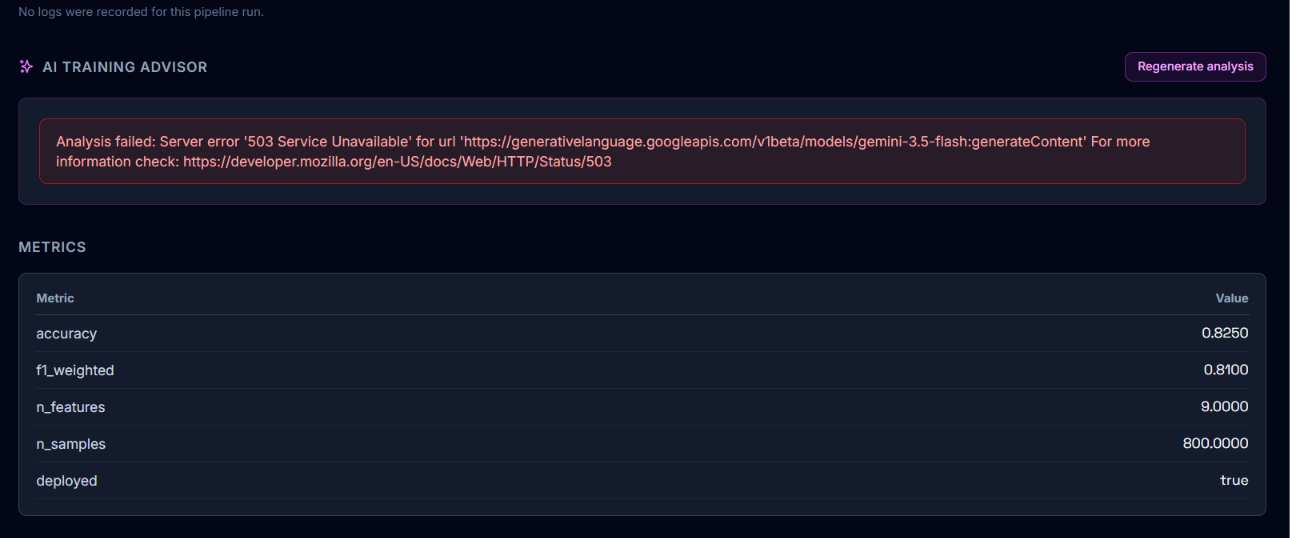 No logs were recorded for this pipeline run.
AI TRAINING ADVISOR
Regenerate analysis
Analysis failed: Server error '503 Service Unavailable' for url 'https://generativelanguage.googleapis.com/v1beta/models/gemini-3.5-flash:generateContent' For more
information check: https://developer.mozilla.org/en-US/docs/Web/HTTP/Status/503
METRICS
Metric Value
accuracy 0.8250
f1_weighted 0.8100
n_features 9.0000
n_samples 800.0000
deployed true